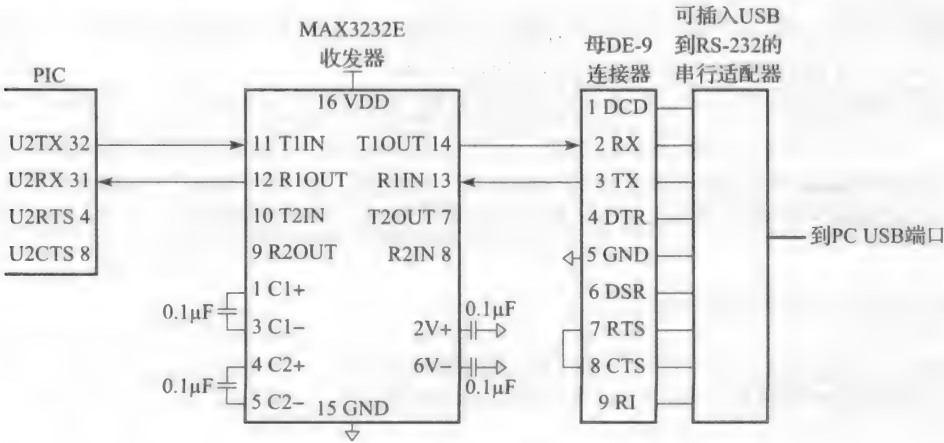 PIC
U2TX 32
U2RX 31
U2RTS 4
U2CTS 8
MAX3232E
收发器
16 VDD
11 T1IN
T1OUT 14
12 R1OUT
R1IN 13
10 T2IN
T2OUT 7
9 R2OUT
R2IN 8
1 C1+
0.1μF
3 C1−
2V+
0.1μF
4 C2+
6V−
0.1μF
0.1μF
5 C2−
15 GND
母DE-9
连接器
1 DCD
2 RX
3 TX
4 DTR
5 GND
6 DSR
7 RTS
8 CTS
9 RI
可插入USB
到RS-232的
串行适配器
到PC USB端口